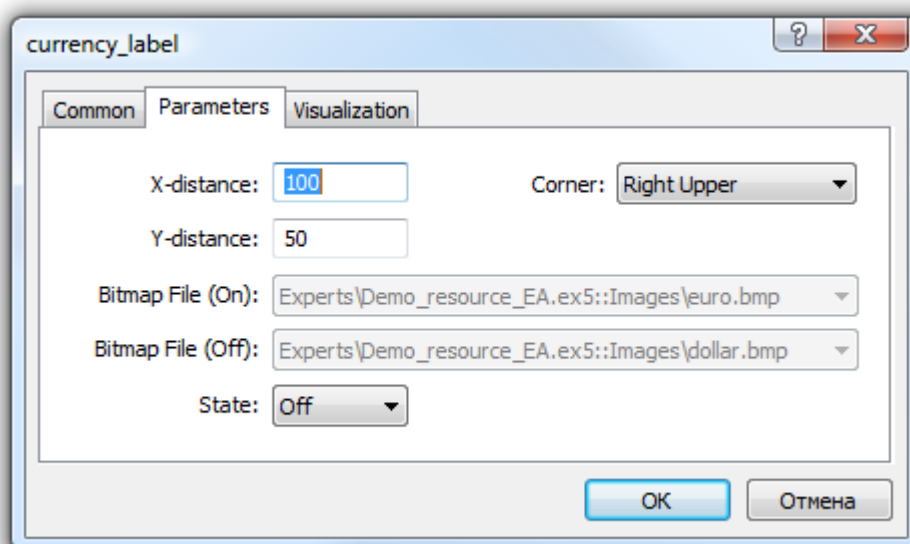 currency_label
Common Parameters Visualization
X-distance: 100 Corner: Right Upper
Y-distance: 50
Bitmap File (On): Experts\Demo_resource_EA.ex5::Images\euro.bmp
Bitmap File (Off): Experts\Demo_resource_EA.ex5::Images\dollar.bmp
State: Off
OK Отмена